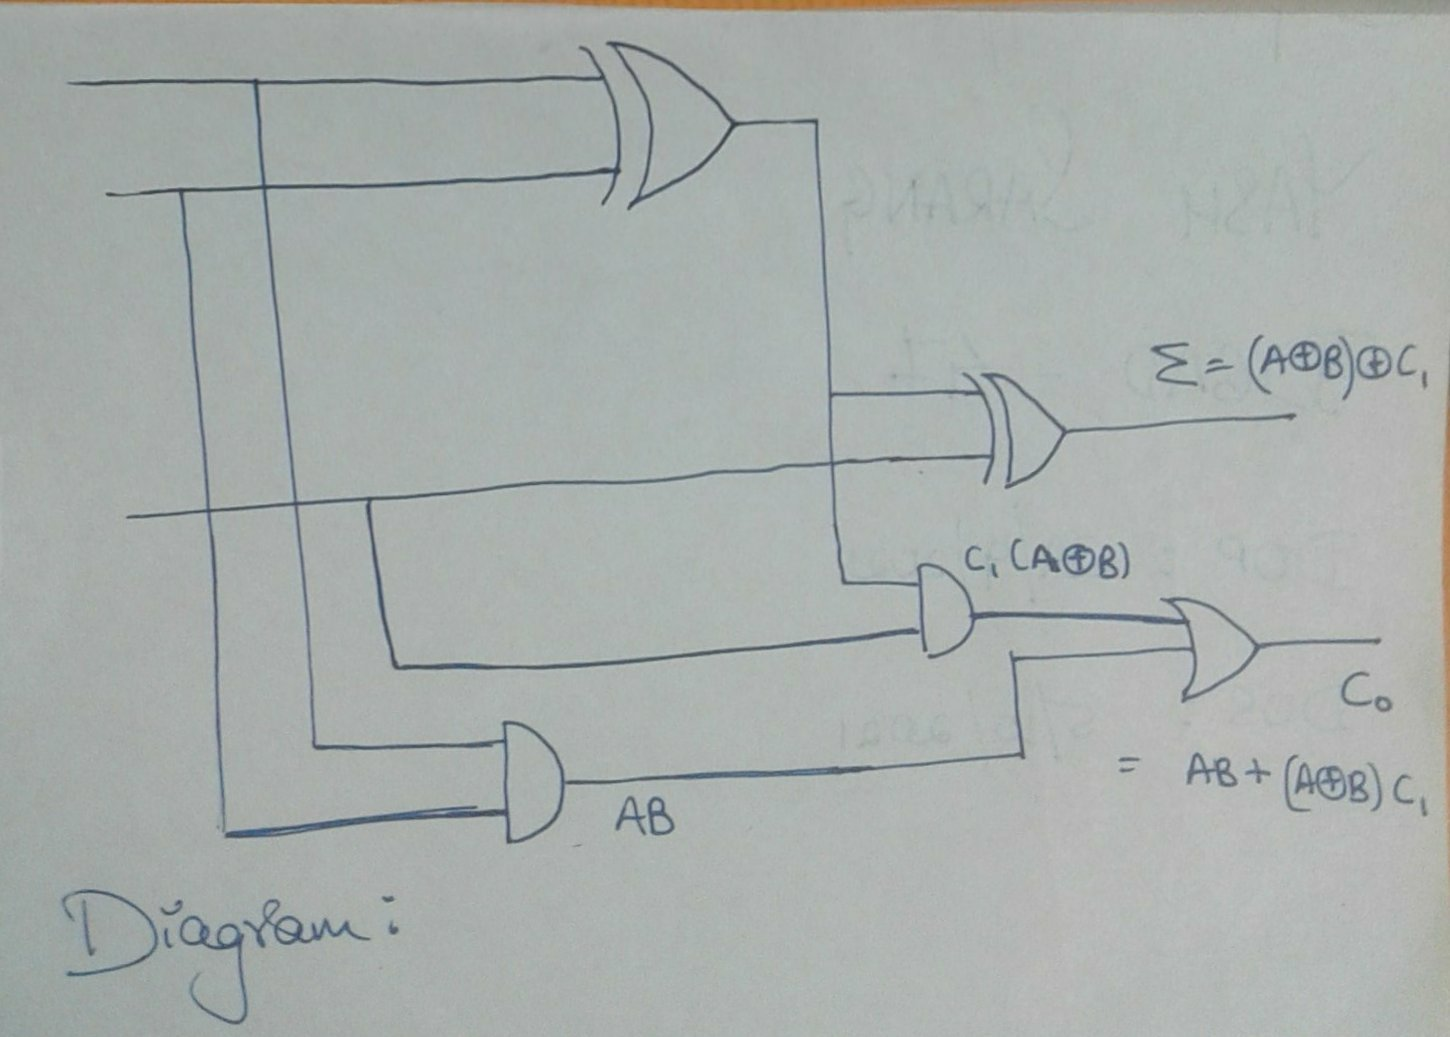 Σ = (A⊕B)⊕C₁
C₁(A⊕B)
C₀
= AB + (A⊕B)C₁
AB
Diagram: